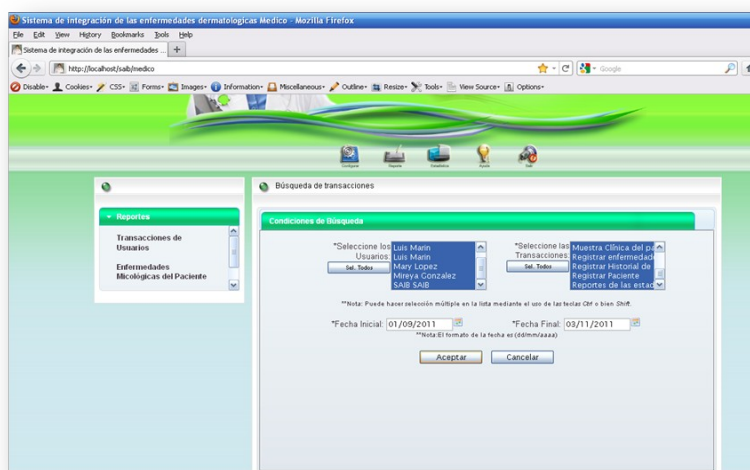 Sistema de integración de las enfermedades dermatologicas Medico - Mozilla Firefox
File Edit View History Bookmarks Tools Help
Sistema de integración de las enfermedades ... +
http://localhost/saib/medico
Google
Disable Cookies CSS Forms Images Information Miscellaneous Outline Resize Tools View Source Options
Búsqueda de transacciones
Reportes
Transacciones de
Usuarios
Enfermedades
Micológicas del Paciente
Condiciones de Búsqueda
*Seleccione los
Usuarios:
Sel. Todos
Luis Marin
Luis Marin
Mary Lopez
Mireya Gonzalez
SAIB SAIB
*Seleccione las
Transacciones:
Sel. Todos
Muestra Clínica del pa
Registrar enfermedad
Registrar Historial de
Registrar Paciente
Reportes de las estad
**Nota: Puede hacer selección múltiple en la lista mediante el uso de las teclas Ctrl o bien Shift.
*Fecha Inicial: 01/09/2011 *Fecha Final: 03/11/2011
**Nota:El formato de la fecha es (dd/mm/aaaa)
Aceptar Cancelar